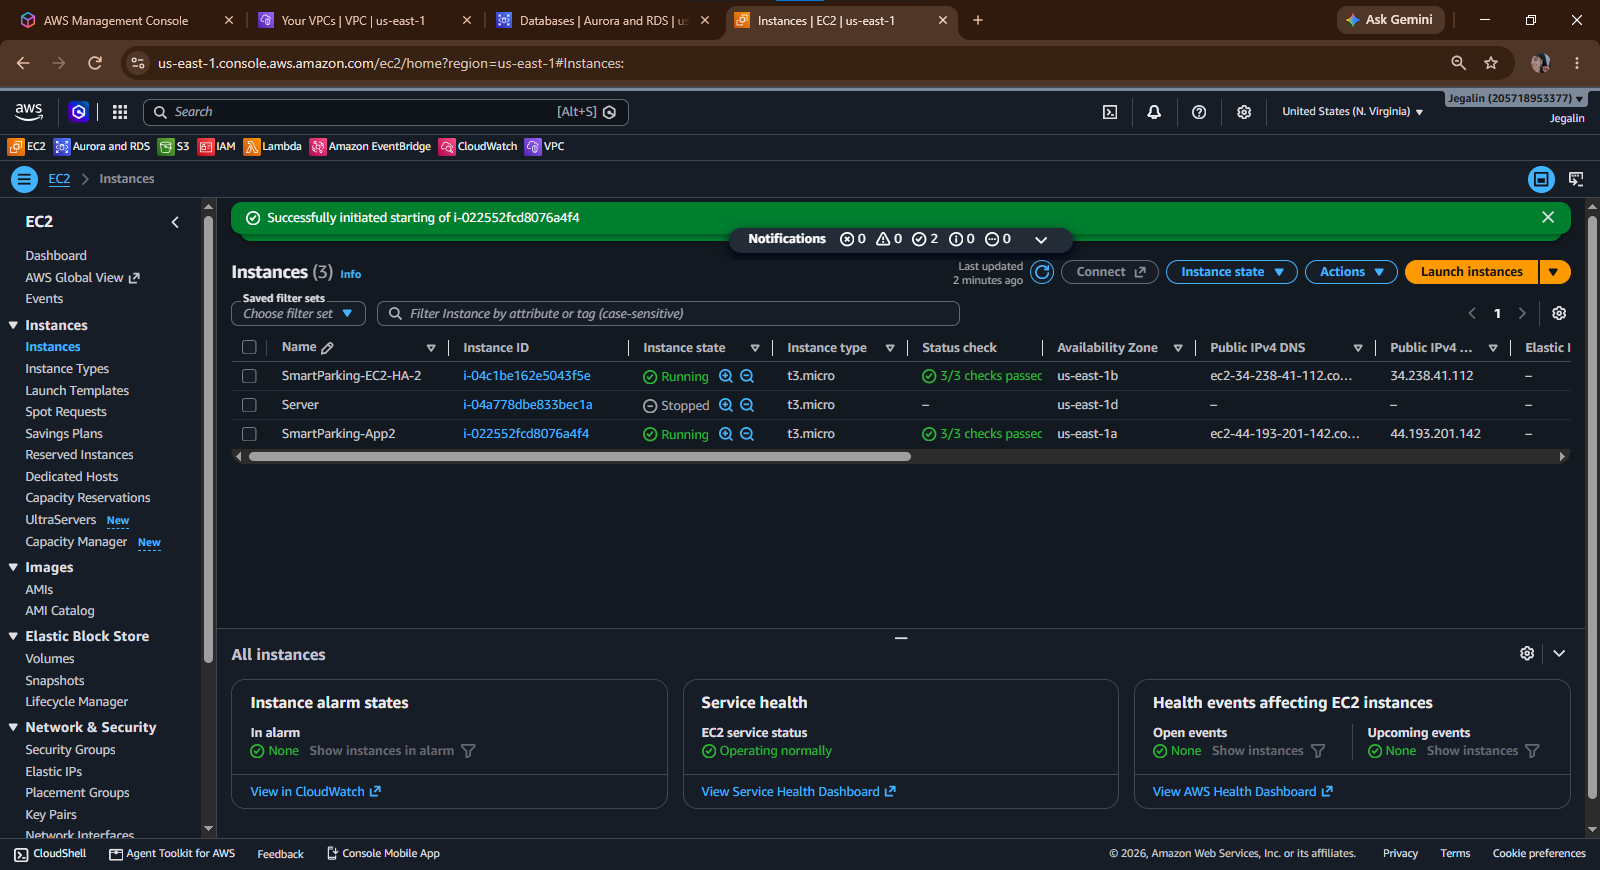 AWS Management Console
Your VPCs | VPC | us-east-1
Databases | Aurora and RDS | us
Instances | EC2 | us-east-1
Ask Gemini
us-east-1.console.aws.amazon.com/ec2/home?region=us-east-1#Instances:
aws
Search
[Alt+S]
United States (N. Virginia)
Jegalin (205718953377)
Jegalin
EC2
Aurora and RDS
S3
IAM
Lambda
Amazon EventBridge
CloudWatch
VPC
EC2 > Instances
EC2
Dashboard
AWS Global View
Events
Instances
Instances
Instance Types
Launch Templates
Spot Requests
Savings Plans
Reserved Instances
Dedicated Hosts
Capacity Reservations
UltraServers New
Capacity Manager New
Images
AMIs
AMI Catalog
Elastic Block Store
Volumes
Snapshots
Lifecycle Manager
Network & Security
Security Groups
Elastic IPs
Placement Groups
Key Pairs
Network Interfaces
Successfully initiated starting of i-022552fcd8076a4f4
Notifications 0 0 2 0 0
Instances (3) Info
Last updated
2 minutes ago
Connect
Instance state
Actions
Launch instances
Saved filter sets
Choose filter set
Filter Instance by attribute or tag (case-sensitive)
1
Name Instance ID Instance state Instance type Status check Availability Zone Public IPv4 DNS Public IPv4 ... Elastic I
SmartParking-EC2-HA-2 i-04c1be162e5043f5e Running t3.micro 3/3 checks passed us-east-1b ec2-34-238-41-112.co... 34.238.41.112 –
Server i-04a778dbe833bec1a Stopped t3.micro – us-east-1d – – –
SmartParking-App2 i-022552fcd8076a4f4 Running t3.micro 3/3 checks passed us-east-1a ec2-44-193-201-142.co... 44.193.201.142 –
All instances
Instance alarm states
In alarm
None Show instances in alarm
View in CloudWatch
Service health
EC2 service status
Operating normally
View Service Health Dashboard
Health events affecting EC2 instances
Open events
None Show instances
Upcoming events
None Show instances
View AWS Health Dashboard
CloudShell
Agent Toolkit for AWS
Feedback
Console Mobile App
© 2026, Amazon Web Services, Inc. or its affiliates.
Privacy
Terms
Cookie preferences